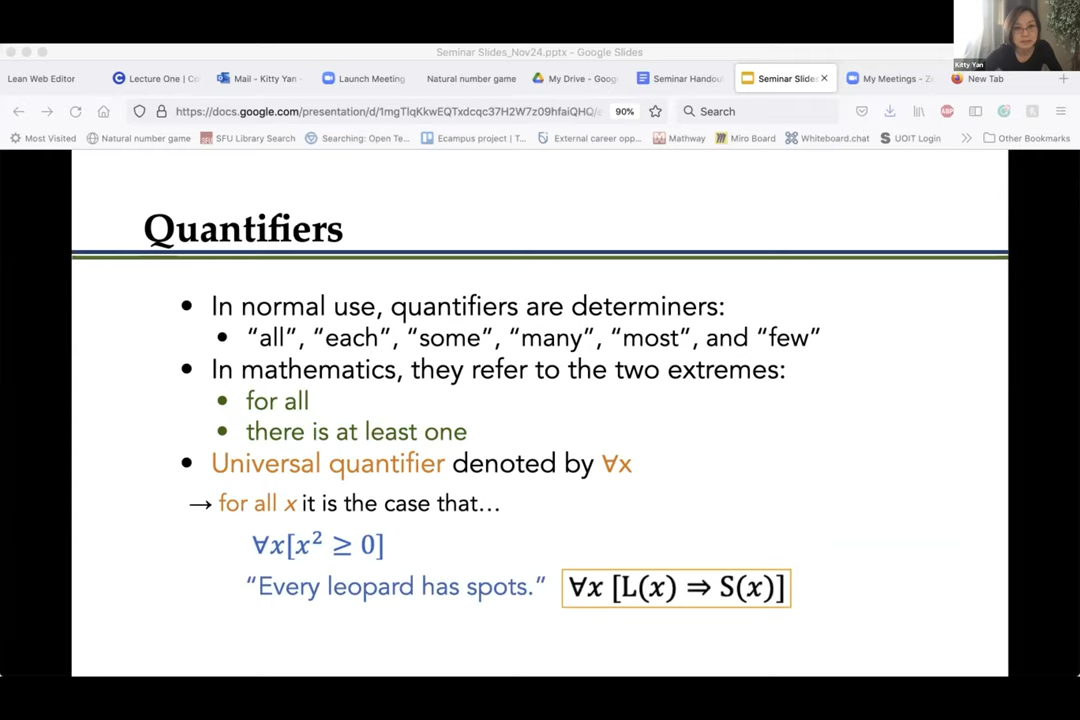 Seminar Slides_Nov24.pptx - Google Slides
Kitty Yan
Lean Web Editor
Lecture One | Co
Mail - Kitty Yan -
Launch Meeting
Natural number game
My Drive - Goog
Seminar Handou
Seminar Slides
My Meetings - Zo
New Tab
https://docs.google.com/presentation/d/1mgTlqKkwEQTxdcqc37H2W7z09hfaiQHQ/e
90%
Search
Most Visited
Natural number game
SFU Library Search
Searching: Open Te...
Ecampus project | T...
External career opp...
Mathway
Miro Board
Whiteboard.chat
UOIT Login
Other Bookmarks
Quantifiers
• In normal use, quantifiers are determiners:
• “all”, “each”, “some”, “many”, “most”, and “few”
• In mathematics, they refer to the two extremes:
• for all
• there is at least one
• Universal quantifier denoted by ∀x
→ for all x it is the case that…
∀x[x² ≥ 0]
“Every leopard has spots.” ∀x [L(x) ⇒ S(x)]